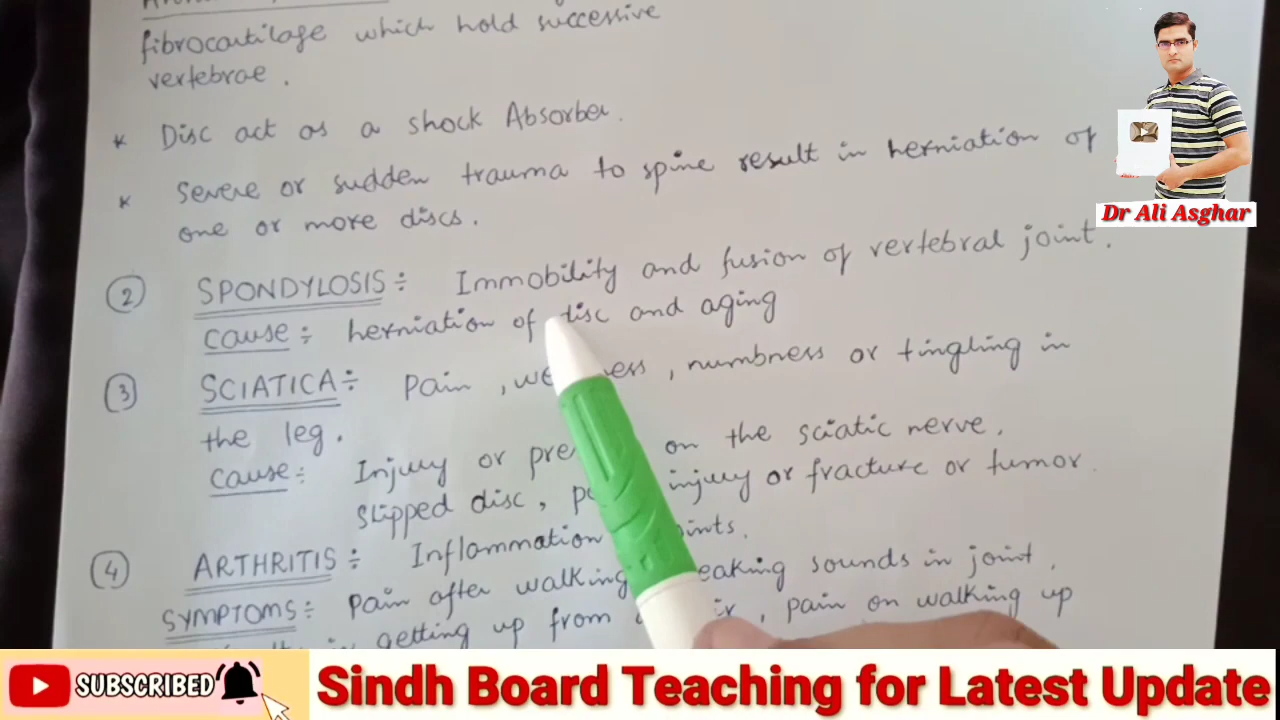 fibrocartilage which hold successive
vertebrae .
* Disc act as a shock Absorber .
* Severe or sudden trauma to spine result in herniation of
one or more discs .
Dr Ali Asghar
② SPONDYLOSIS ÷ Immobility and fusion of vertebral joint .
cause ÷ herniation of disc and aging
③ SCIATICA ÷ Pain , , numbness or tingling in
the leg .
cause ÷ Injury or on the sciatic nerve .
slipped disc , injury or fracture or tumor .
④ ARTHRITIS ÷ Inflammation
SYMPTOMS ÷ Pain after walking sounds in joint .
getting up from , pain on walking up
SUBSCRIBED
Sindh Board Teaching for Latest Update